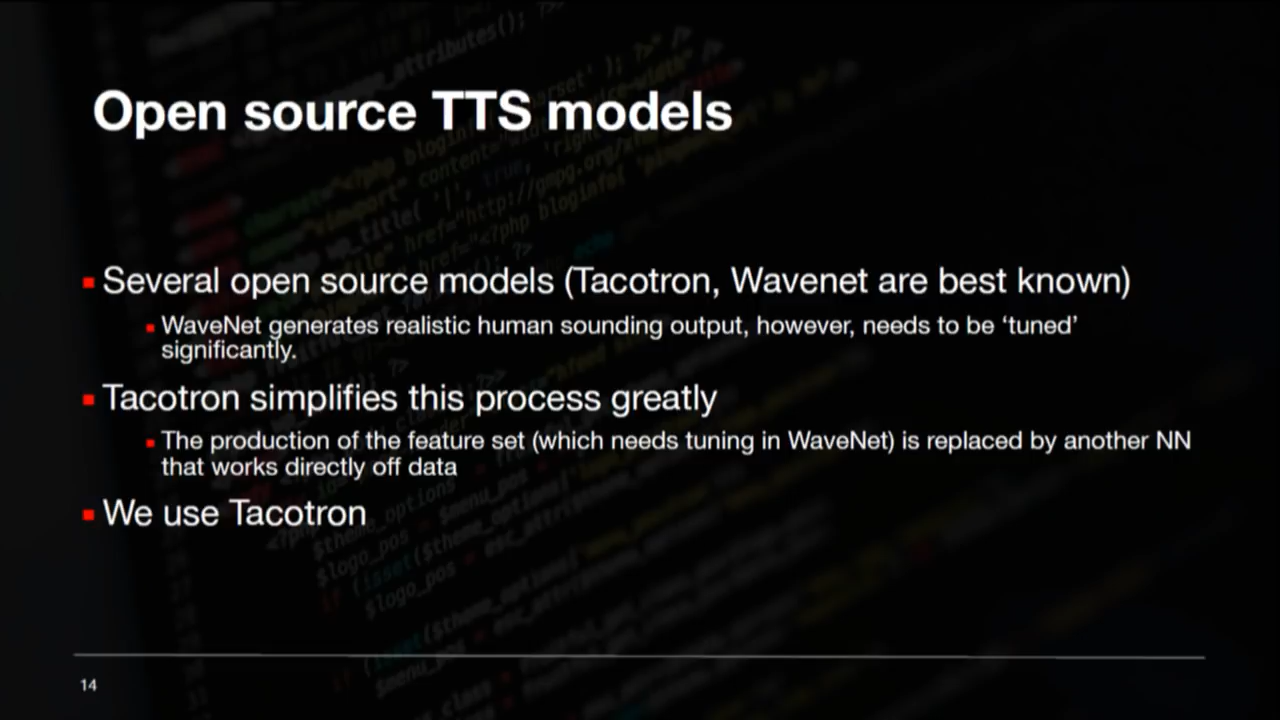 Open source TTS models
Several open source models (Tacotron, Wavenet are best known)
WaveNet generates realistic human sounding output, however, needs to be ‘tuned’
significantly.
Tacotron simplifies this process greatly
The production of the feature set (which needs tuning in WaveNet) is replaced by another NN
that works directly off data
We use Tacotron
14